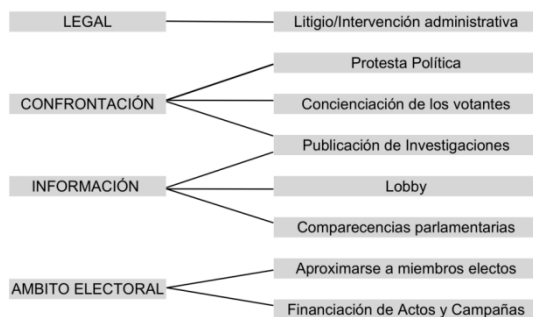 LEGAL
Litigio/Intervención administrativa
Protesta Política
CONFRONTACIÓN
Concienciación de los votantes
Publicación de Investigaciones
INFORMACIÓN
Lobby
Comparecencias parlamentarias
Aproximarse a miembros electos
AMBITO ELECTORAL
Financiación de Actos y Campañas